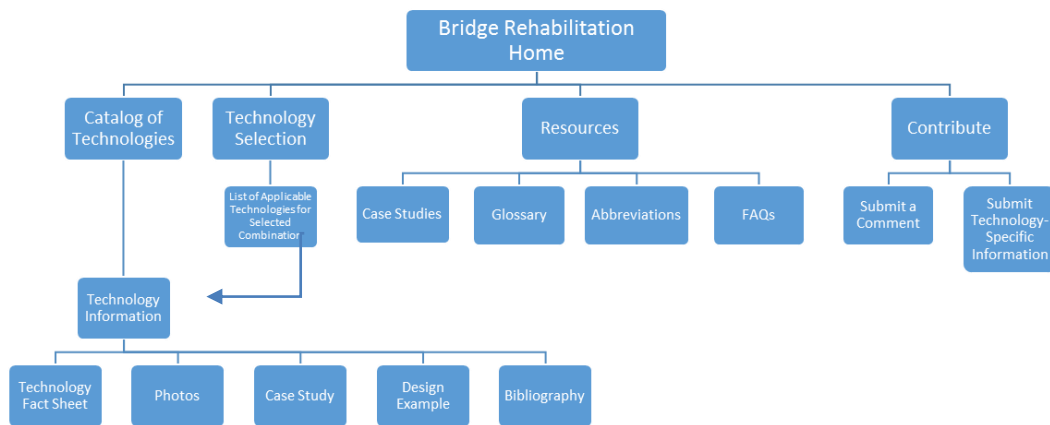 Bridge Rehabilitation
Home
Catalog of
Technologies
Technology
Selection
Resources
Contribute
List of Applicable
Technologies for
Selected
Combination
Case Studies
Glossary
Abbreviations
FAQs
Submit a
Comment
Submit
Technology-
Specific
Information
Technology
Information
Technology
Fact Sheet
Photos
Case Study
Design
Example
Bibliography